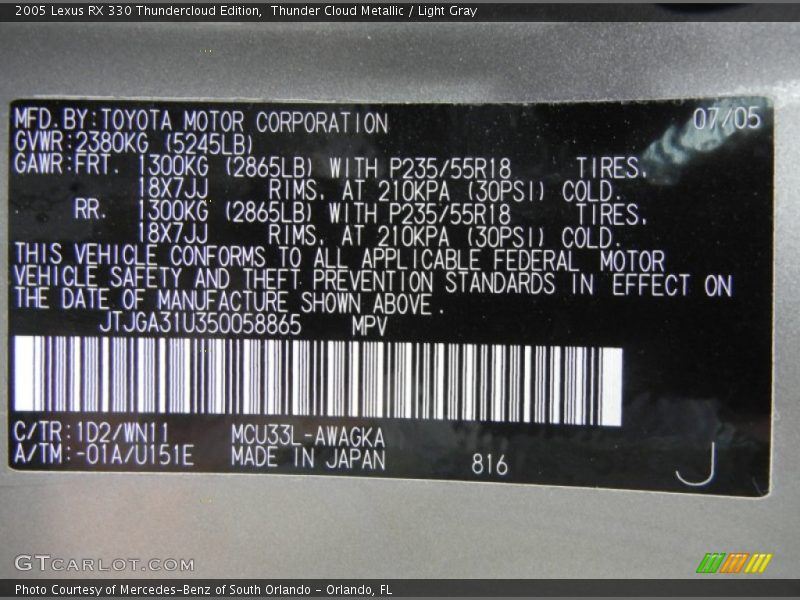 2005 Lexus RX 330 Thundercloud Edition,  Thunder Cloud Metallic / Light Gray
MFD.BY:TOYOTA MOTOR CORPORATION 07/05
GVWR:2380KG (5245LB)
GAWR:FRT. 1300KG (2865LB) WITH P235/55R18 TIRES,
18X7JJ RIMS, AT 210KPA (30PSI) COLD.
RR. 1300KG (2865LB) WITH P235/55R18 TIRES,
18X7JJ RIMS, AT 210KPA (30PSI) COLD.
THIS VEHICLE CONFORMS TO ALL APPLICABLE FEDERAL MOTOR
VEHICLE SAFETY AND THEFT PREVENTION STANDARDS IN EFFECT ON
THE DATE OF MANUFACTURE SHOWN ABOVE.
JTJGA31U350058865 MPV
C/TR:1D2/WN11 MCU33L-AWAGKA
A/TM:-01A/U151E MADE IN JAPAN 816 J
GTCARLOT.COM
Photo Courtesy of Mercedes-Benz of South Orlando - Orlando, FL